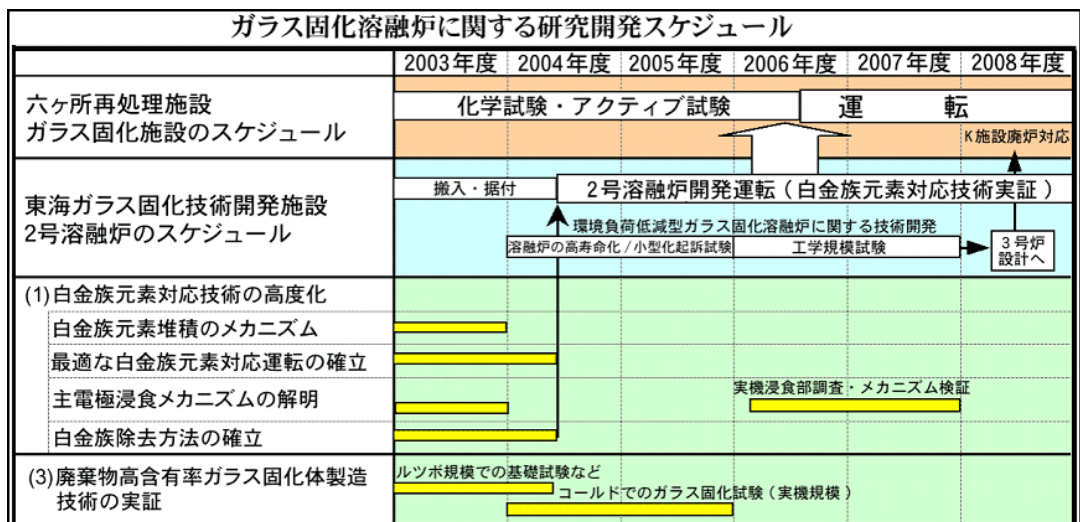 ガラス固化溶融炉に関する研究開発スケジュール
2003年度 2004年度 2005年度 2006年度 2007年度 2008年度
六ヶ所再処理施設
ガラス固化施設のスケジュール
化学試験・アクティブ試験
運転
K施設廃炉対応
東海ガラス固化技術開発施設
2号溶融炉のスケジュール
搬入・据付
2号溶融炉開発運転(白金族元素対応技術実証)
環境負荷低減型ガラス固化溶融炉に関する技術開発
溶融炉の高寿命化/小型化起訴試験
工学規模試験
3号炉
設計へ
(1)白金族元素対応技術の高度化
白金族元素堆積のメカニズム
最適な白金族元素対応運転の確立
主電極浸食メカニズムの解明
実機浸食部調査・メカニズム検証
白金族除去方法の確立
(3)廃棄物高含有率ガラス固化体製造
技術の実証
ルツボ規模での基礎試験など
コールドでのガラス固化試験(実機規模)